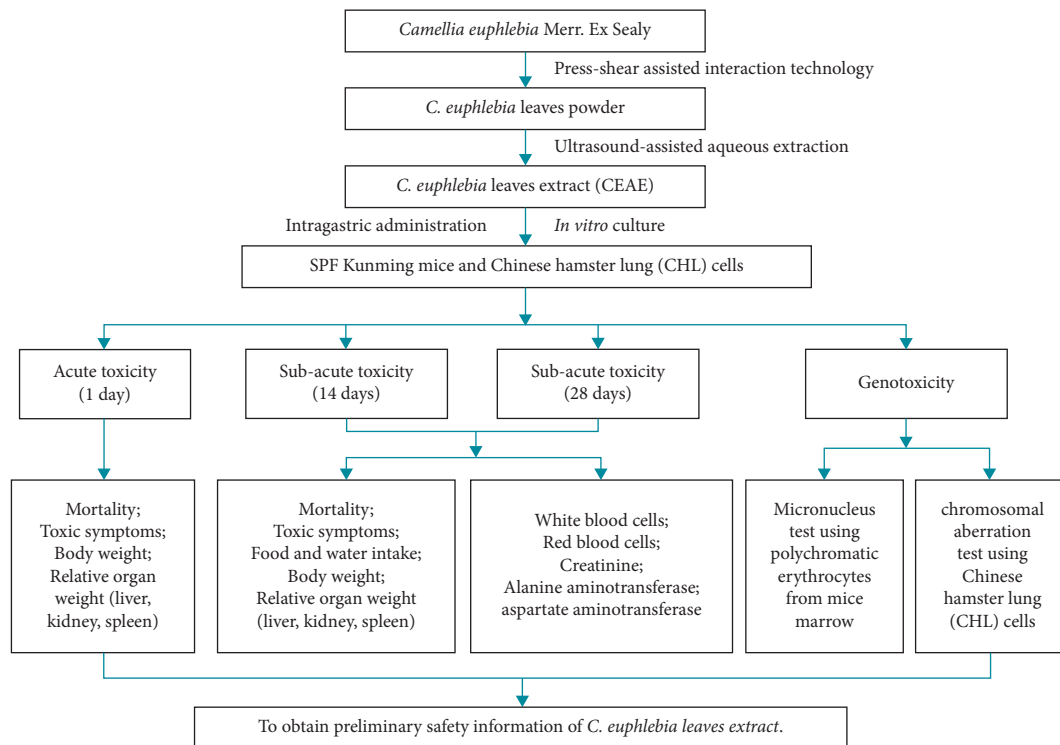 Camellia euphlebia Merr. Ex Sealy
Press-shear assisted interaction technology
C. euphlebia leaves powder
Ultrasound-assisted aqueous extraction
C. euphlebia leaves extract (CEAE)
Intragastric administration
In vitro culture
SPF Kunming mice and Chinese hamster lung (CHL) cells
Acute toxicity
(1 day)
Sub-acute toxicity
(14 days)
Sub-acute toxicity
(28 days)
Genotoxicity
Mortality;
Toxic symptoms;
Body weight;
Relative organ
weight (liver,
kidney, spleen)
Mortality;
Toxic symptoms;
Food and water intake;
Body weight;
Relative organ weight
(liver, kidney, spleen)
White blood cells;
Red blood cells;
Creatinine;
Alanine aminotransferase;
aspartate aminotransferase
Micronucleus
test using
polychromatic
erythrocytes
from mice
marrow
chromosomal
aberration
test using
Chinese
hamster lung
(CHL) cells
To obtain preliminary safety information of C. euphlebia leaves extract.